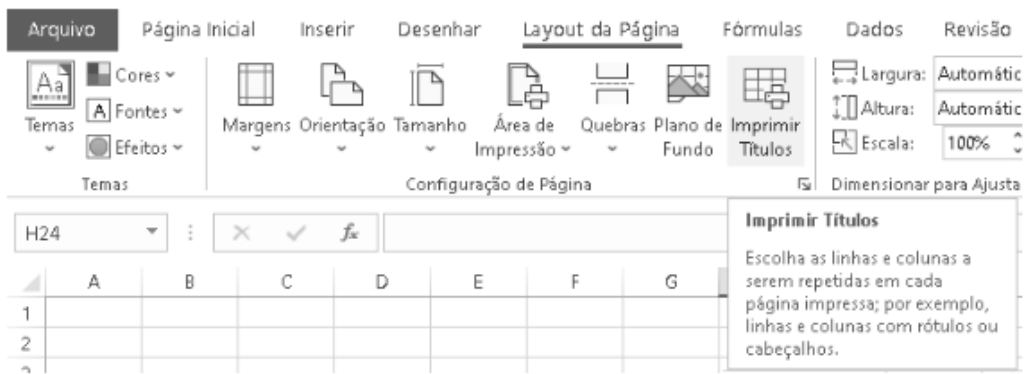 Arquivo Página Inicial Inserir Desenhar Layout da Página Fórmulas Dados Revisão
Aa Cores Largura: Automátic
A Fontes Altura: Automátic
Temas Margens Orientação Tamanho Área de Impressão Quebras Plano de Fundo Imprimir Títulos
Efeitos Escala: 100%
Temas Configuração de Página Dimensionar para Ajusta
H24 fx
Imprimir Títulos
Escolha as linhas e colunas a
serem repetidas em cada
página impressa; por exemplo,
linhas e colunas com rótulos ou
cabeçalhos.
A B C D E F G
1
2